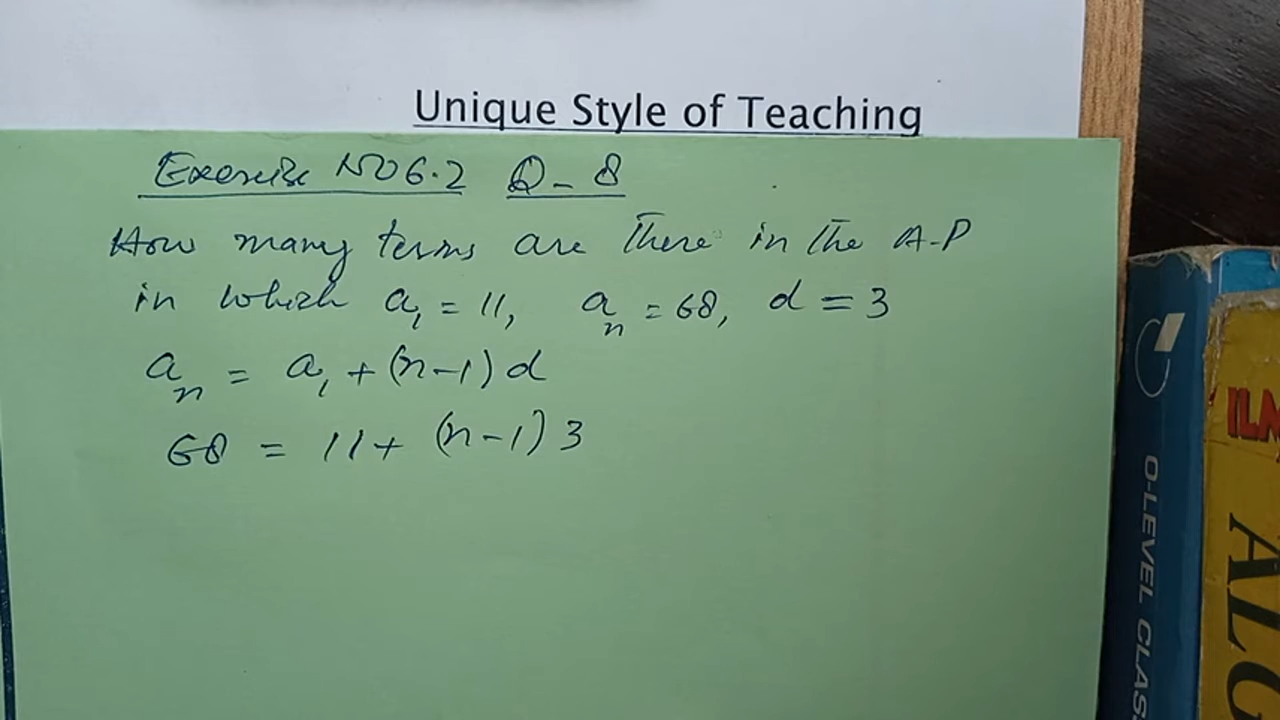 Unique Style of Teaching
Exercise NO 6.2 Q-8
How many terms are there in the A-P
in which a₁ = 11, aₙ = 68, d = 3
aₙ = a₁ + (n-1) d
68 = 11 + (n-1) 3
O-LEVEL CLAS